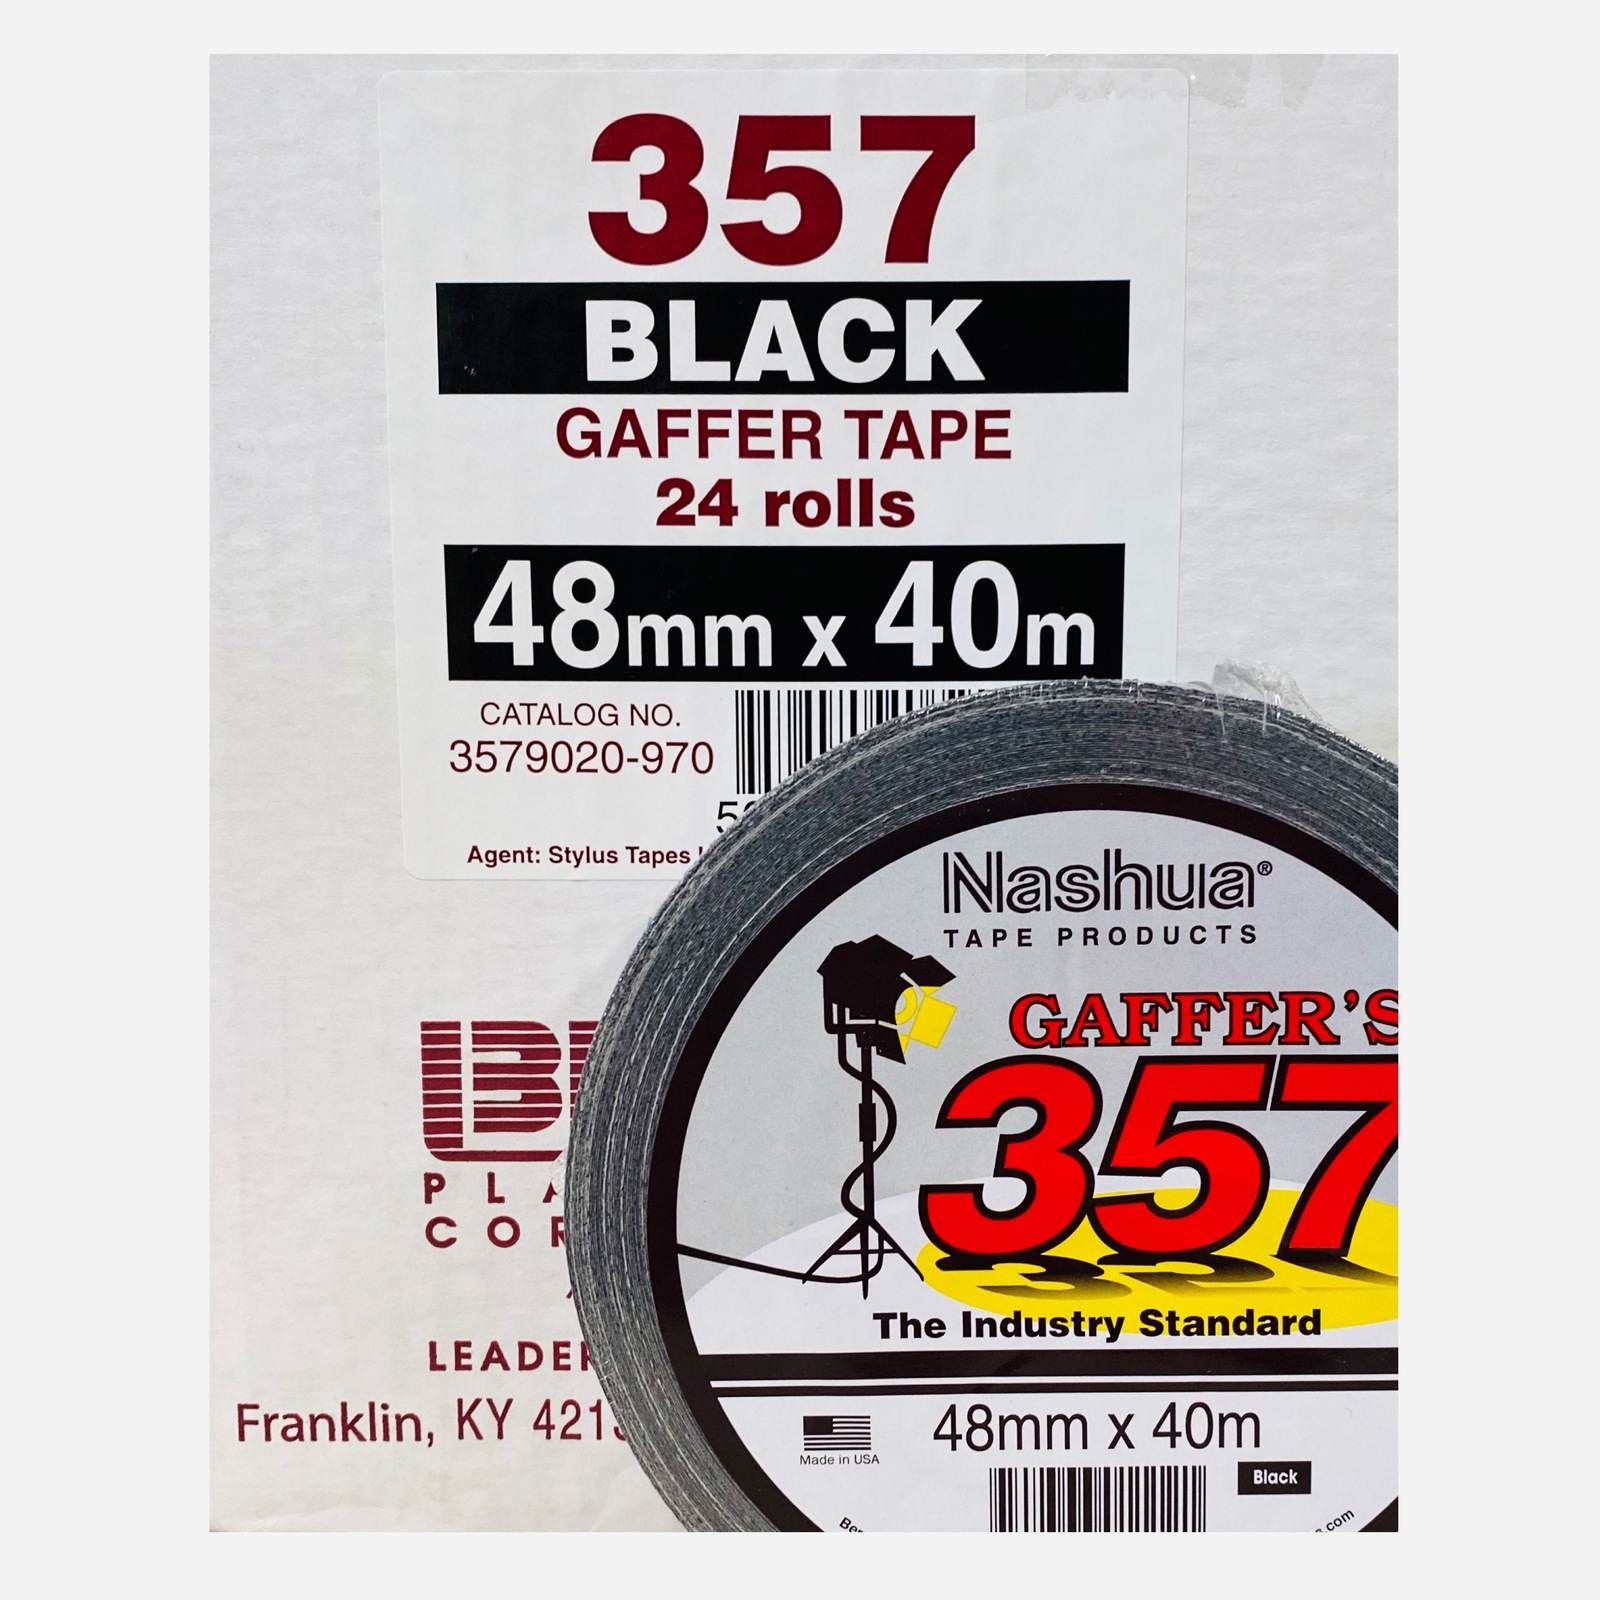 357
BLACK
GAFFER TAPE
24 rolls
48mm x 40m
CATALOG NO.
3579020-970
Agent: Stylus Tapes
Franklin, KY
Nashua®
TAPE PRODUCTS
GAFFER'S
357
The Industry Standard
48mm x 40m
Made in USA
Black